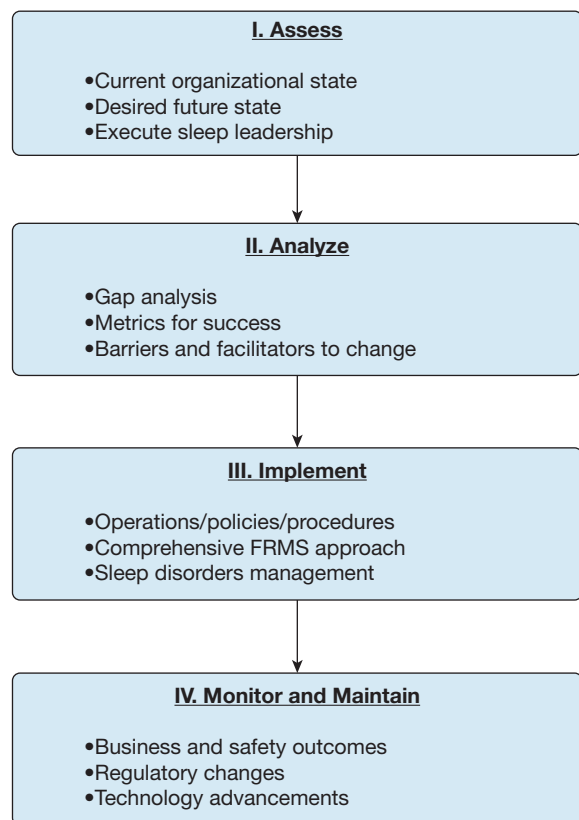 I. Assess
•Current organizational state
•Desired future state
•Execute sleep leadership
II. Analyze
•Gap analysis
•Metrics for success
•Barriers and facilitators to change
III. Implement
•Operations/policies/procedures
•Comprehensive FRMS approach
•Sleep disorders management
IV. Monitor and Maintain
•Business and safety outcomes
•Regulatory changes
•Technology advancements